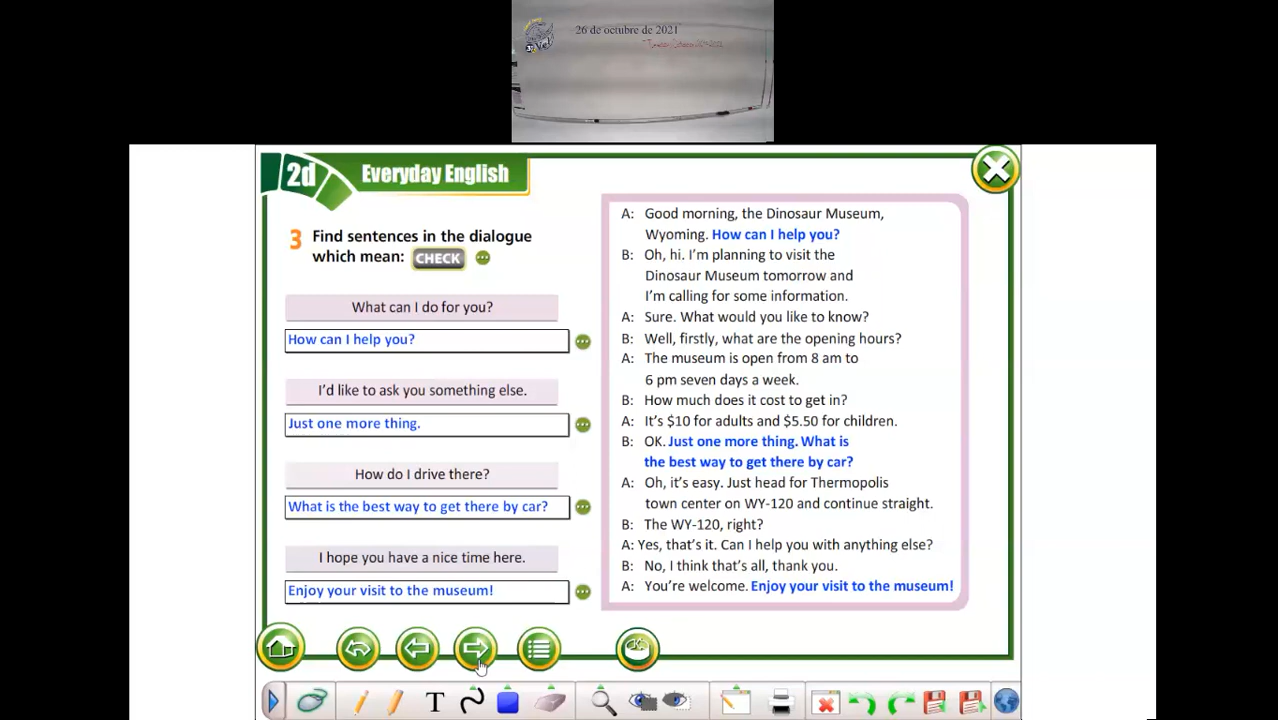 26 de octubre de 2021
2d Everyday English
3 Find sentences in the dialogue
which mean: CHECK
What can I do for you?
How can I help you?
I'd like to ask you something else.
Just one more thing.
How do I drive there?
What is the best way to get there by car?
I hope you have a nice time here.
Enjoy your visit to the museum!
A: Good morning, the Dinosaur Museum,
Wyoming. How can I help you?
B: Oh, hi. I'm planning to visit the
Dinosaur Museum tomorrow and
I'm calling for some information.
A: Sure. What would you like to know?
B: Well, firstly, what are the opening hours?
A: The museum is open from 8 am to
6 pm seven days a week.
B: How much does it cost to get in?
A: It's $10 for adults and $5.50 for children.
B: OK. Just one more thing. What is
the best way to get there by car?
A: Oh, it's easy. Just head for Thermopolis
town center on WY-120 and continue straight.
B: The WY-120, right?
A: Yes, that's it. Can I help you with anything else?
B: No, I think that's all, thank you.
A: You're welcome. Enjoy your visit to the museum!
T